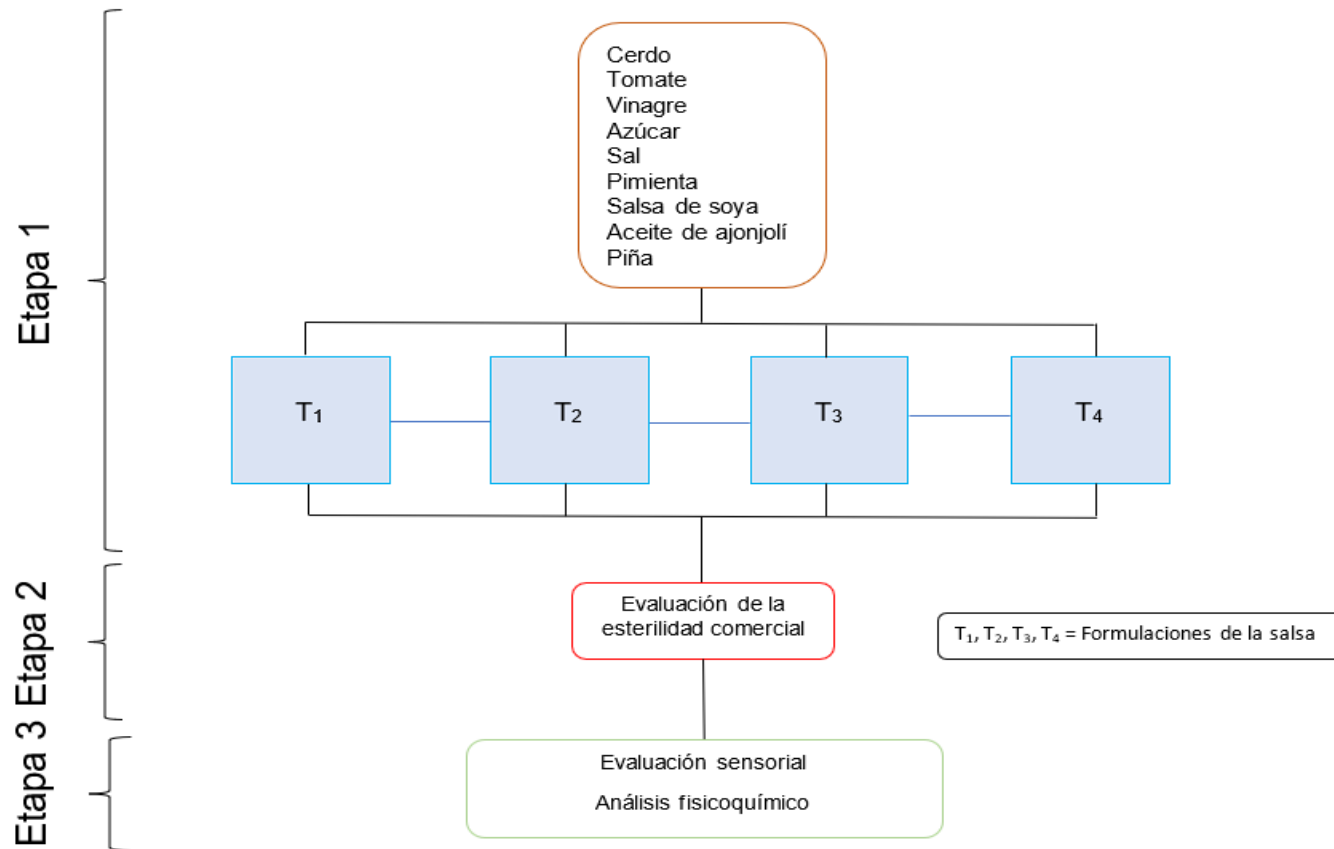 Etapa 1
Cerdo
Tomate
Vinagre
Azúcar
Sal
Pimienta
Salsa de soya
Aceite de ajonjolí
Piña
T₁
T₂
T₃
T₄
Etapa 2
Evaluación de la
esterilidad comercial
T₁, T₂, T₃, T₄ = Formulaciones de la salsa
Etapa 3
Evaluación sensorial
Análisis fisicoquímico